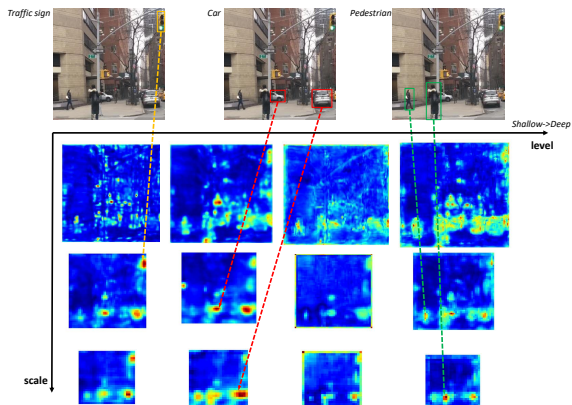 Traffic sign
Car
Pedestrian
Shallow->Deep
level
scale